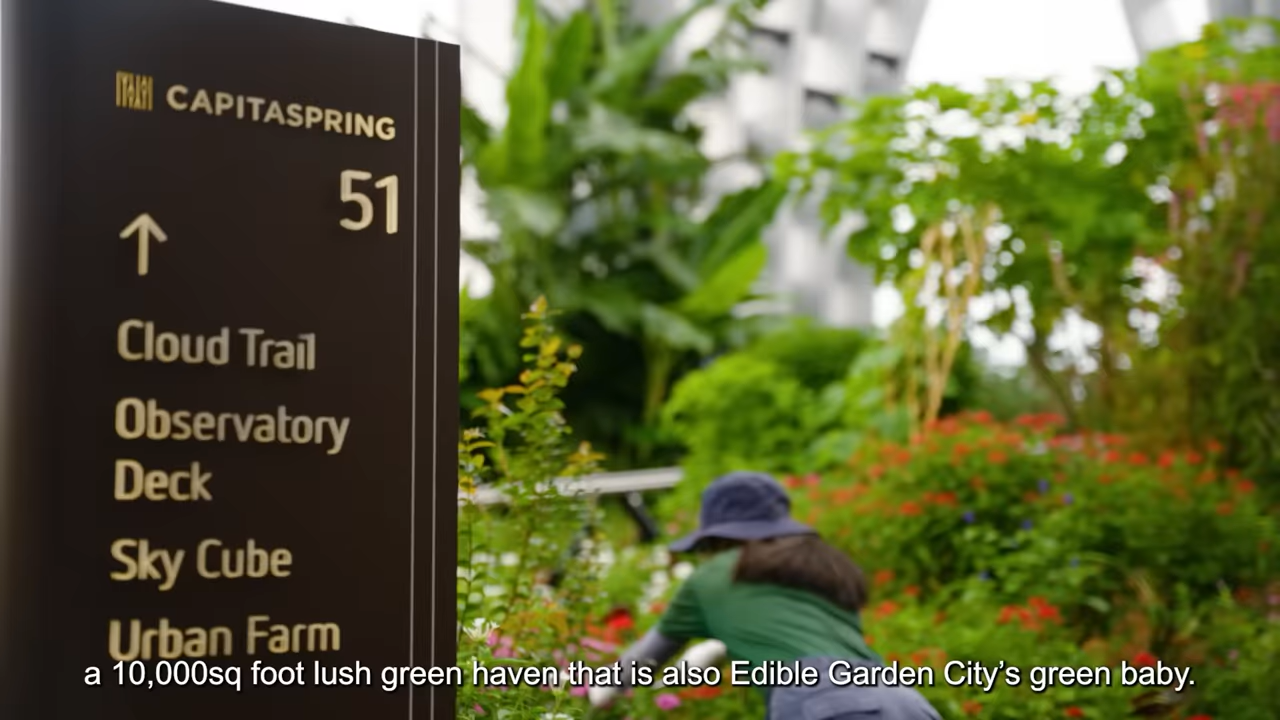 CAPITASPRING
51
Cloud Trail
Observatory
Deck
Sky Cube
Urban Farm
a 10,000sq foot lush green haven that is also Edible Garden City's green baby.